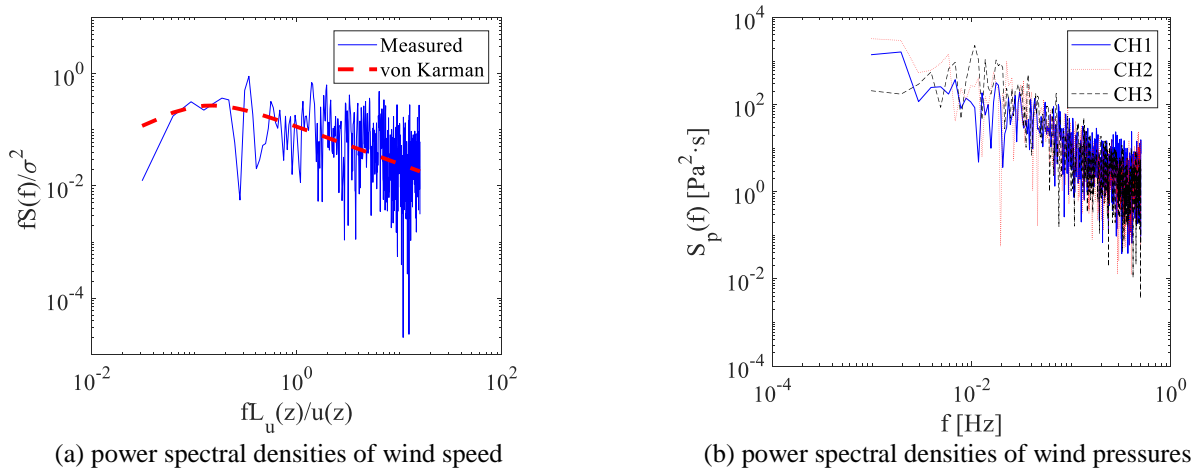 10^0
10^-2
10^-4
10^-2
10^0
10^2
fS(f)/σ^2
fL_u(z)/u(z)
Measured
von Karman
(a) power spectral densities of wind speed
10^4
10^2
10^0
10^-2
10^-4
10^-4
10^-2
10^0
S_p(f) [Pa^2·s]
f [Hz]
CH1
CH2
CH3
(b) power spectral densities of wind pressures